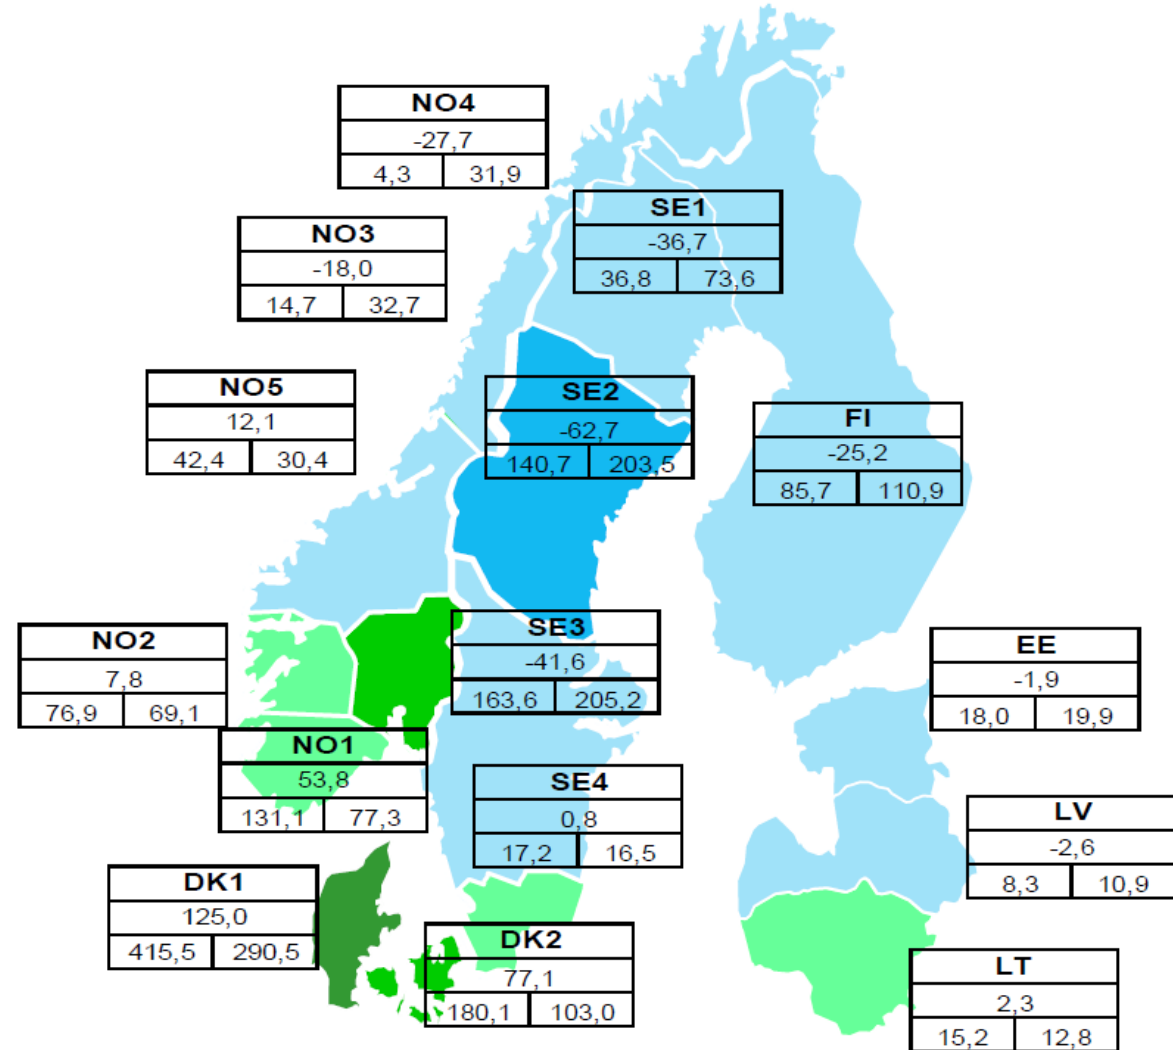 NO4
-27,7
4,3 31,9
SE1
-36,7
36,8 73,6
NO3
-18,0
14,7 32,7
NO5
12,1
42,4 30,4
SE2
-62,7
140,7 203,5
FI
-25,2
85,7 110,9
NO2
7,8
76,9 69,1
SE3
-41,6
163,6 205,2
EE
-1,9
18,0 19,9
NO1
53,8
131,1 77,3
SE4
0,8
17,2 16,5
LV
-2,6
8,3 10,9
DK1
125,0
415,5 290,5
DK2
77,1
180,1 103,0
LT
2,3
15,2 12,8